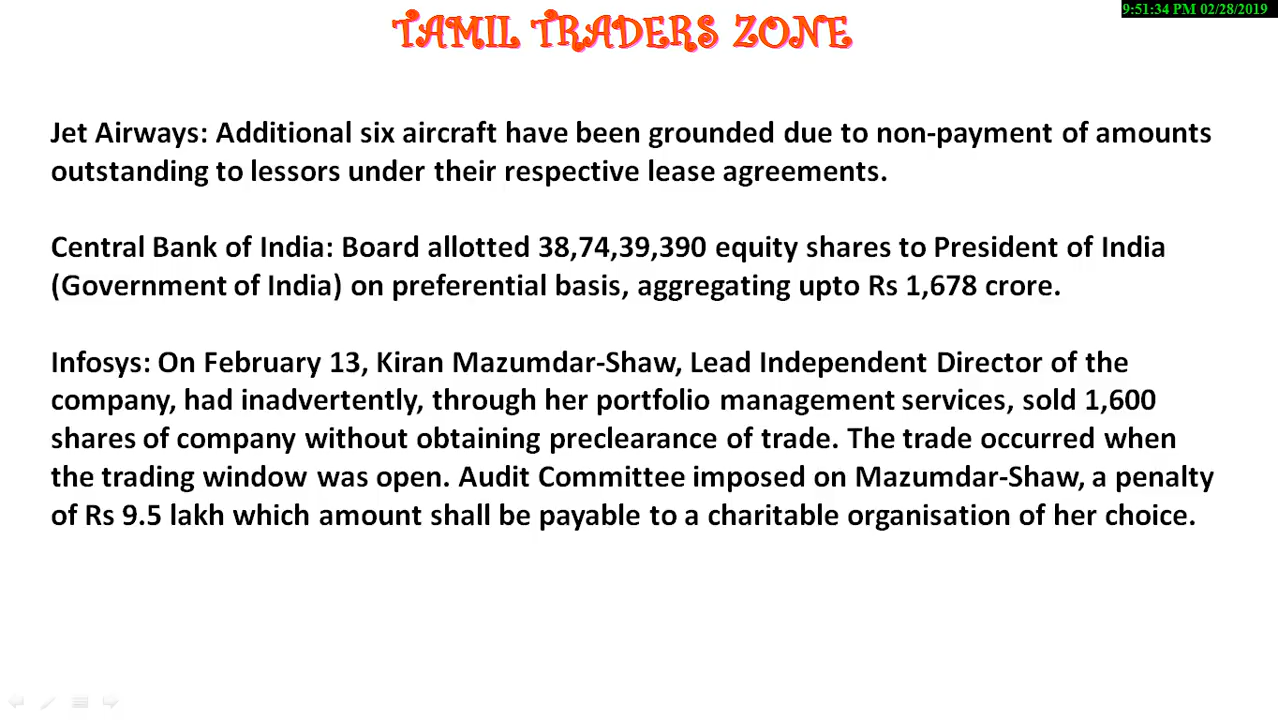 9:51:34 PM 02/28/2019
TAMIL TRADERS ZONE
Jet Airways: Additional six aircraft have been grounded due to non-payment of amounts
outstanding to lessors under their respective lease agreements.
Central Bank of India: Board allotted 38,74,39,390 equity shares to President of India
(Government of India) on preferential basis, aggregating upto Rs 1,678 crore.
Infosys: On February 13, Kiran Mazumdar-Shaw, Lead Independent Director of the
company, had inadvertently, through her portfolio management services, sold 1,600
shares of company without obtaining preclearance of trade. The trade occurred when
the trading window was open. Audit Committee imposed on Mazumdar-Shaw, a penalty
of Rs 9.5 lakh which amount shall be payable to a charitable organisation of her choice.